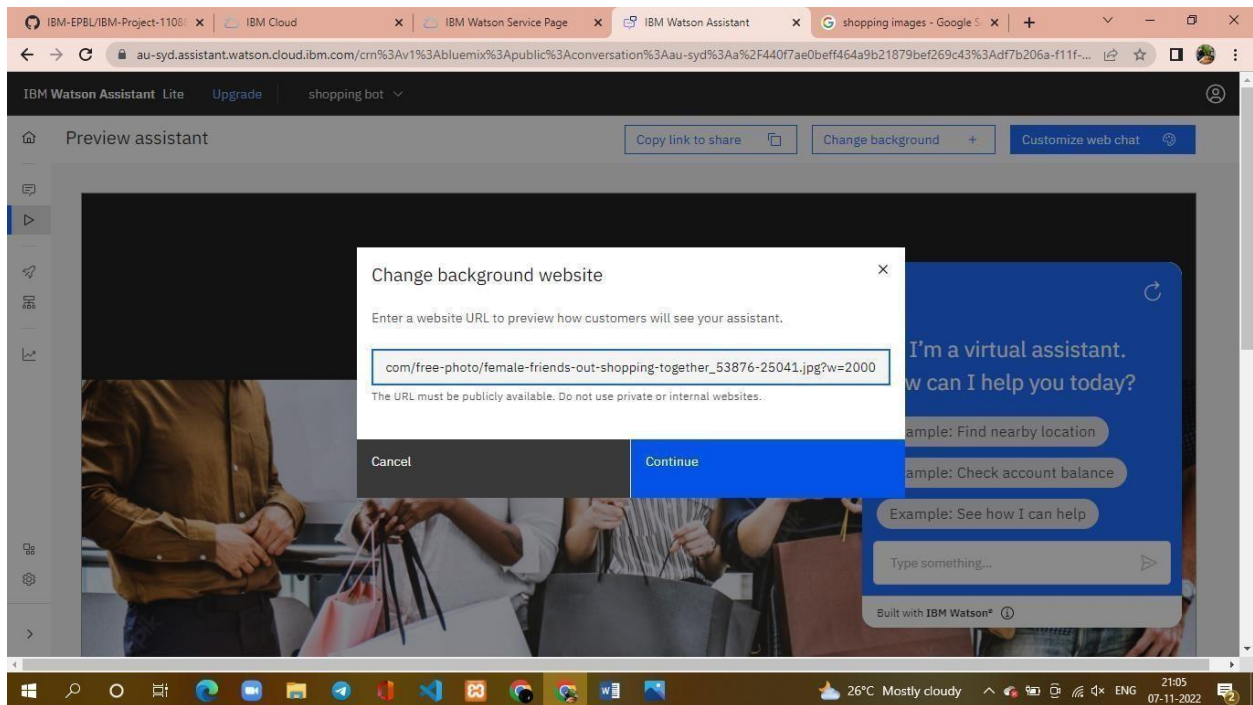 IBM-EPBL/IBM-Project-1108
IBM Cloud
IBM Watson Service Page
IBM Watson Assistant
shopping images - Google S
au-syd.assistant.watson.cloud.ibm.com/crn%3Av1%3Abluemix%3Apublic%3Aconversation%3Aau-syd%3Aa%2F440f7ae0beff464a9b21879bef269c43%3Adf7b206a-f11f-...
IBM Watson Assistant Lite Upgrade shopping bot
Preview assistant
Copy link to share
Change background +
Customize web chat
Change background website
Enter a website URL to preview how customers will see your assistant.
com/free-photo/female-friends-out-shopping-together_53876-25041.jpg?w=2000
The URL must be publicly available. Do not use private or internal websites.
Cancel
Continue
I'm a virtual assistant.
w can I help you today?
ample: Find nearby location
ample: Check account balance
Example: See how I can help
Type something...
Built with IBM Watson®
26°C Mostly cloudy
ENG
21:05
07-11-2022
2